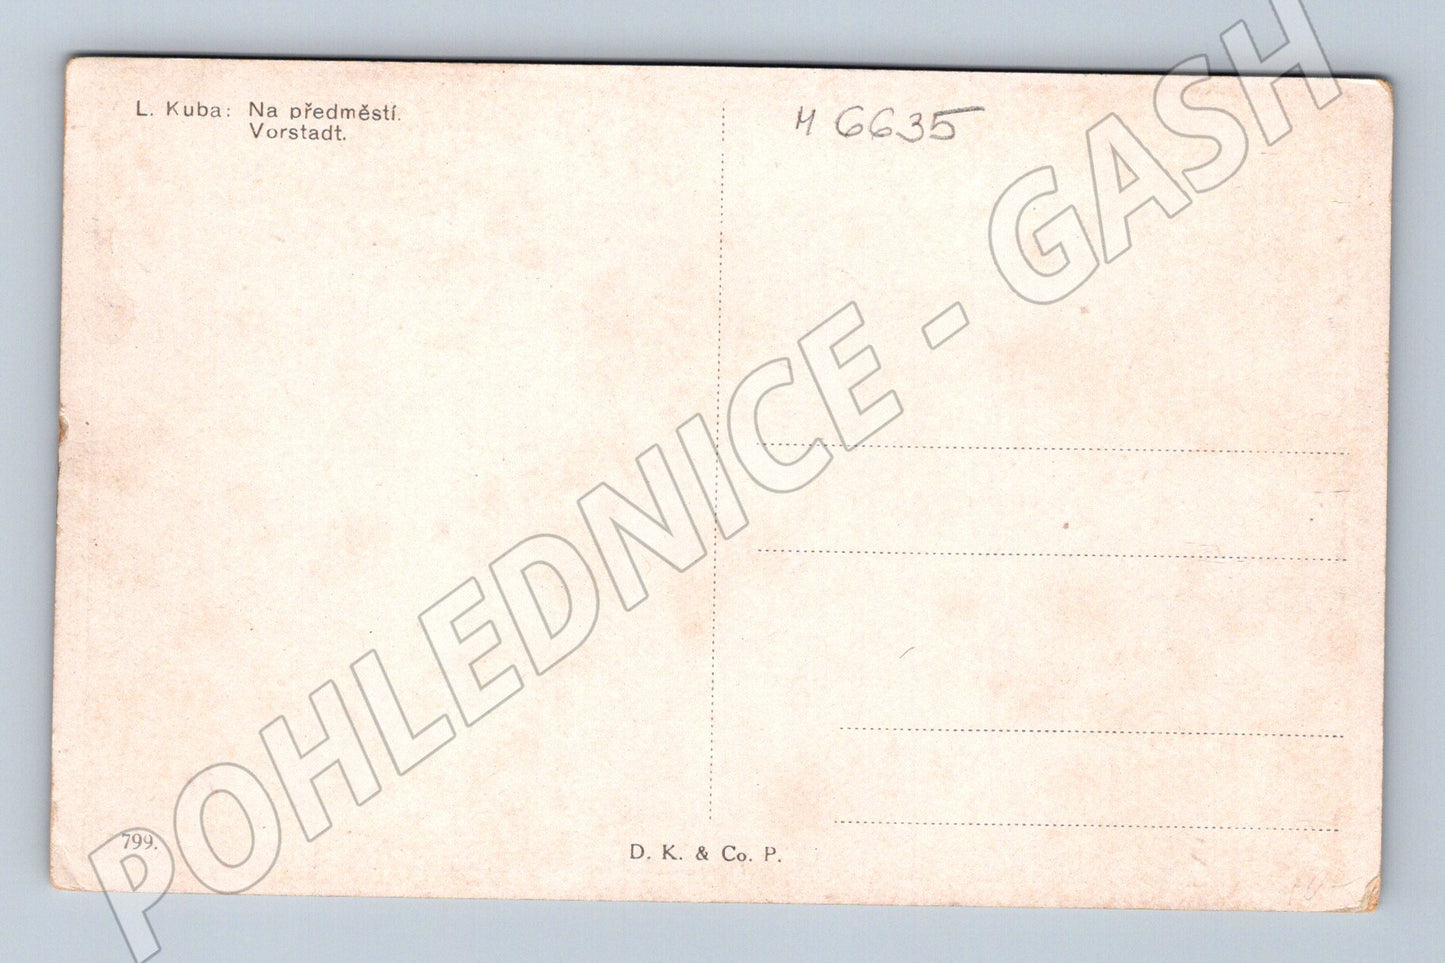 L. Kuba: Na předměstí.
Vorstadt.
M 6635
POHLEDNICE - GASH
799.
D. K. & Co. P.